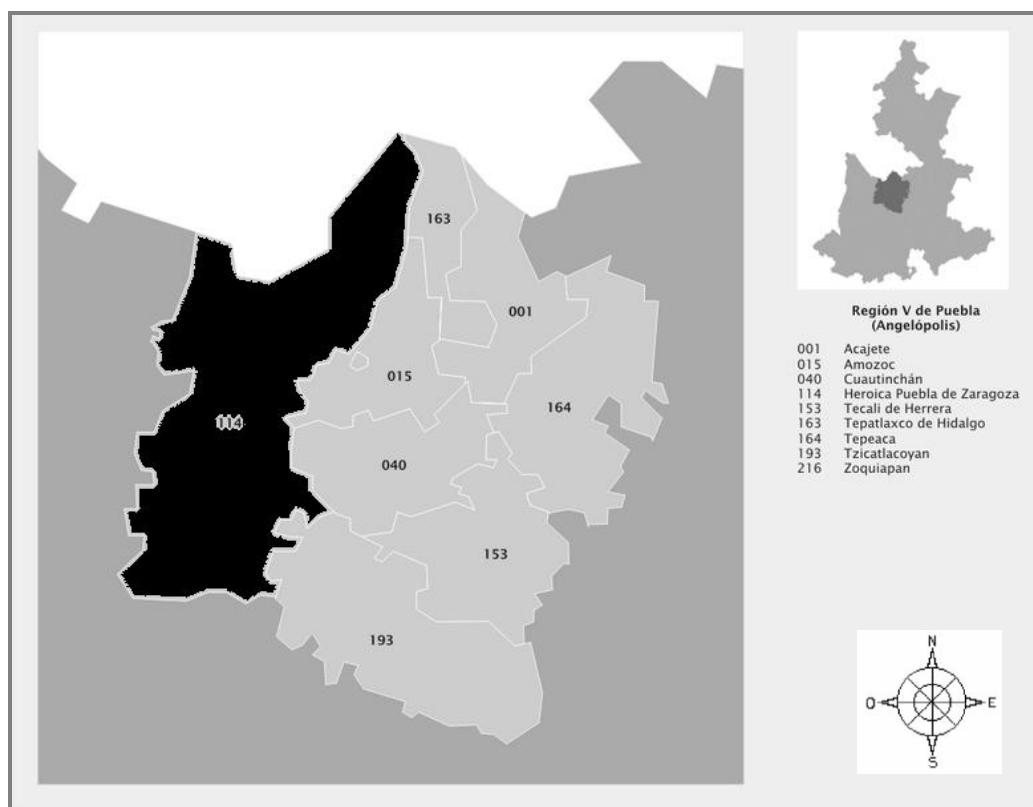 163
001
015
164
114
040
153
193
Región V de Puebla
(Angelópolis)
001 Acajete
015 Amozoc
040 Cuautinchán
114 Heroica Puebla de Zaragoza
153 Tecali de Herrera
163 Tepatlaxco de Hidalgo
164 Tepeaca
193 Tzicatlacoyan
216 Zoquiapan
N
O E
S